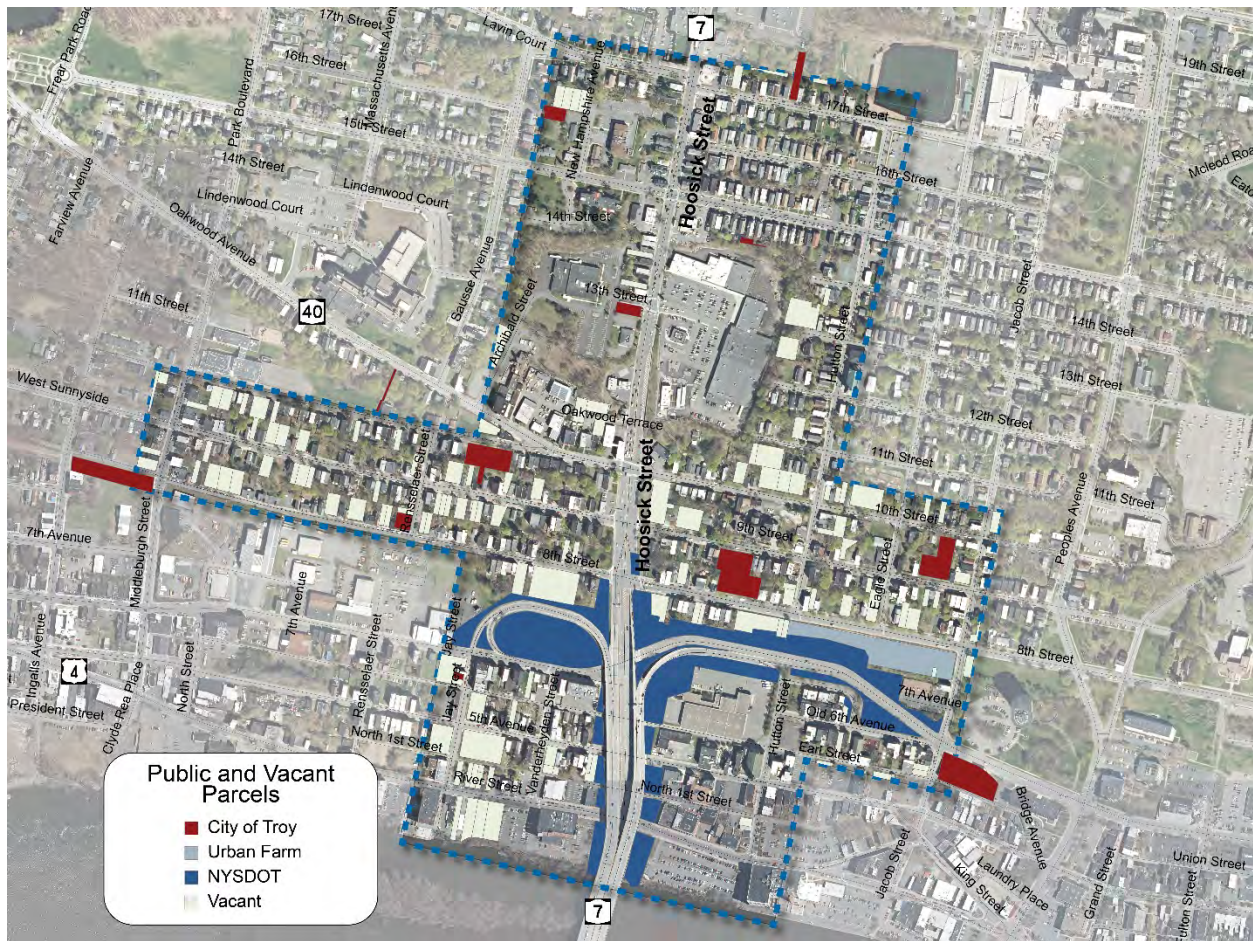 17th Street
Lavin Court
7
Frear Park Road
16th Street
Massachusetts Avenue
New Hampshire Avenue
19th Street
Park Boulevard
15th Street
17th Street
Hoosick Street
14th Street
Lindenwood Court
Lindenwood Court
16th Street
Mcleod Road
Farview Avenue
Oakwood Avenue
14th Street
Sausse Avenue
11th Street
40
13th Street
Archibald Street
Hutton Street
Jacob Street
14th Street
13th Street
West Sunnyside
Oakwood Terrace
12th Street
11th Street
Rensselaer Street
Hoosick Street
11th Street
10th Street
Peoples Avenue
7th Avenue
Middleburgh Street
8th Street
9th Street
Eagle Street
7th Avenue
Jay Street
8th Street
Ingalls Avenue
4
President Street
Clyde Rea Place
North Street
Rensselaer Street
7th Avenue
Jay Street
5th Avenue
Vanderheyden Street
Hutton Street
Old 6th Avenue
North 1st Street
Earl Street
River Street
North 1st Street
Bridge Avenue
Jacob Street
King Street
Laundry Place
Grand Street
Union Street
Fulton Street
Public and Vacant
Parcels
City of Troy
Urban Farm
NYSDOT
Vacant
7